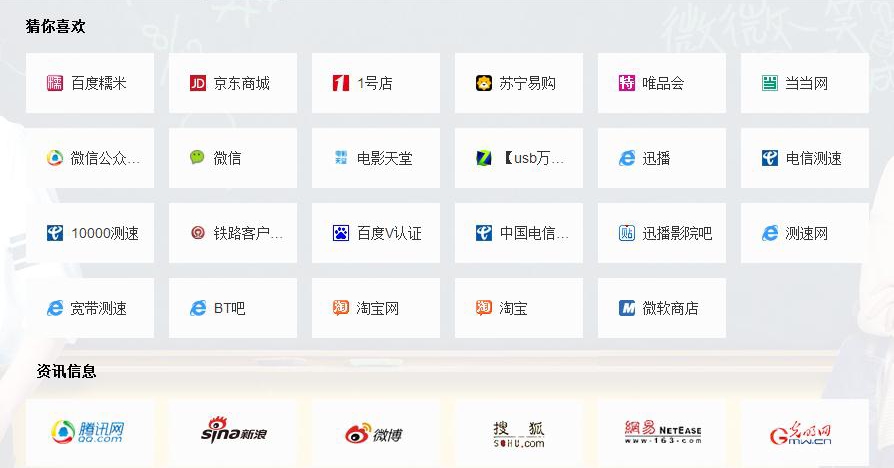 猜你喜欢
百度糯米 京东商城 1号店 苏宁易购 唯品会 当当网
微信公众... 微信 电影天堂 【usb万... 迅播 电信测速
10000测速 铁路客户... 百度V认证 中国电信... 迅播影院吧 测速网
宽带测速 BT吧 淘宝网 淘宝 微软商店
资讯信息
腾讯网 sina新浪 微博 搜狐 網易 NETEASE 光明网
QQ.com SOHU.com www.163.com GMW.CN